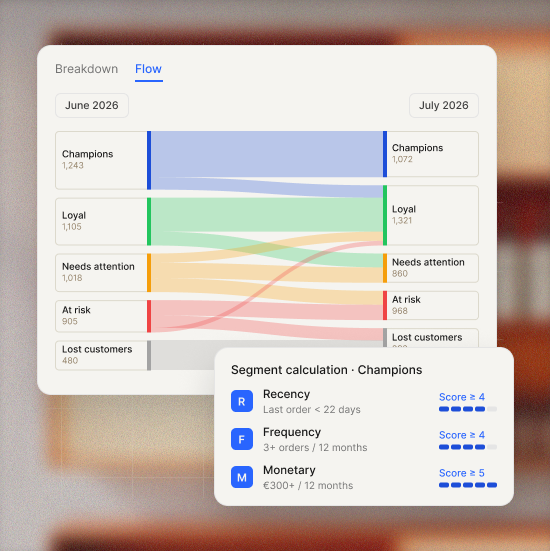 Breakdown Flow
June 2026 July 2026
Champions
1,243
Loyal
1,105
Needs attention
1,018
At risk
905
Lost customers
480
Champions
1,072
Loyal
1,321
Needs attention
860
At risk
968
Lost customers
Segment calculation · Champions
R Recency Score ≥ 4
Last order < 22 days
F Frequency Score ≥ 4
3+ orders / 12 months
M Monetary Score ≥ 5
€300+ / 12 months